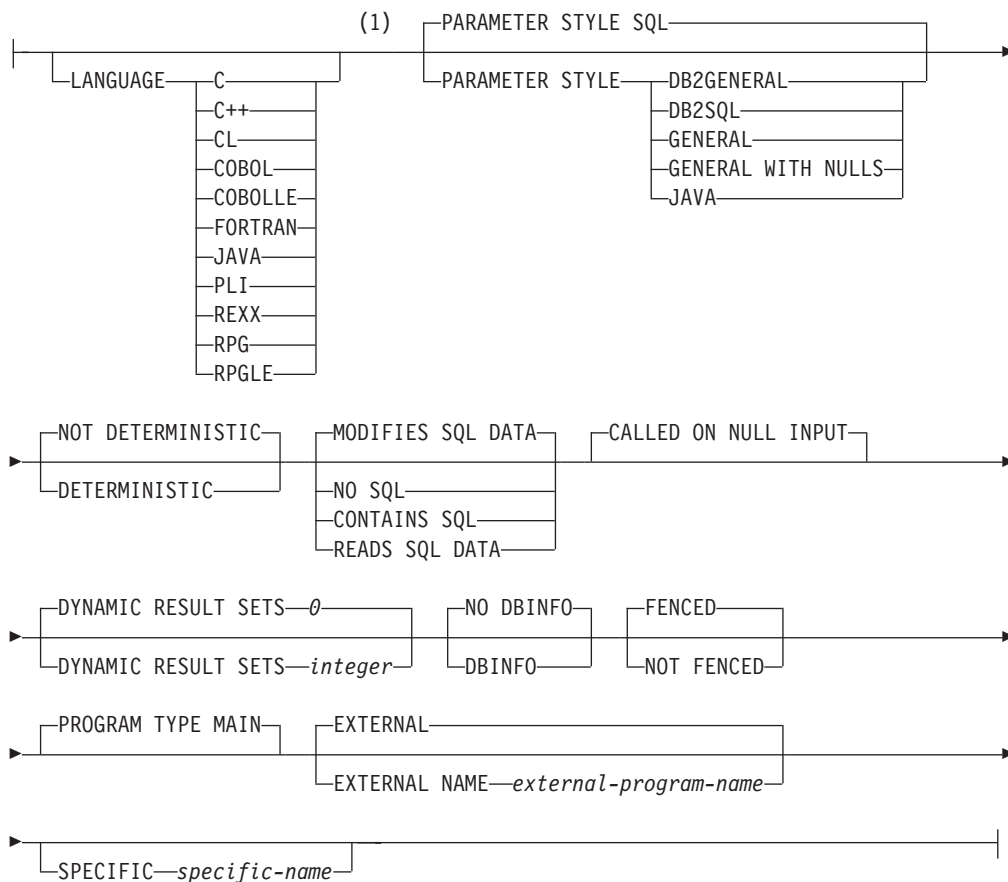 (1) PARAMETER STYLE SQL
LANGUAGE C PARAMETER STYLE DB2GENERAL
C++ DB2SQL
CL GENERAL
COBOL GENERAL WITH NULLS
COBOLLE JAVA
FORTRAN
JAVA
PLI
REXX
RPG
RPGLE
NOT DETERMINISTIC MODIFIES SQL DATA CALLED ON NULL INPUT
DETERMINISTIC NO SQL
CONTAINS SQL
READS SQL DATA
DYNAMIC RESULT SETS 0 NO DBINFO FENCED
DYNAMIC RESULT SETS integer DBINFO NOT FENCED
PROGRAM TYPE MAIN EXTERNAL
EXTERNAL NAME external-program-name
SPECIFIC specific-name